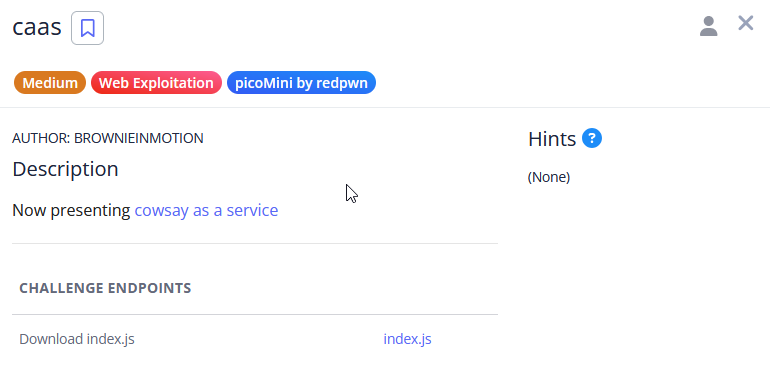 caas
Medium Web Exploitation picoMini by redpwn
AUTHOR: BROWNIEINMOTION
Description
Now presenting cowsay as a service
CHALLENGE ENDPOINTS
Download index.js index.js
Hints ?
(None)